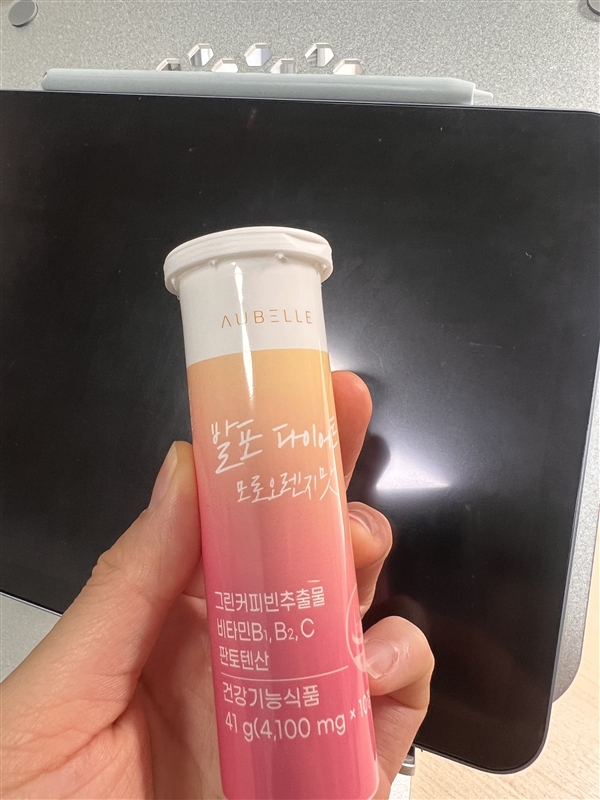 AUBELLE
발포 다이어트
모로오렌지맛
그린커피빈추출물
비타민B₁, B₂, C
판토텐산
건강기능식품
41 g(4,100 mg × 10